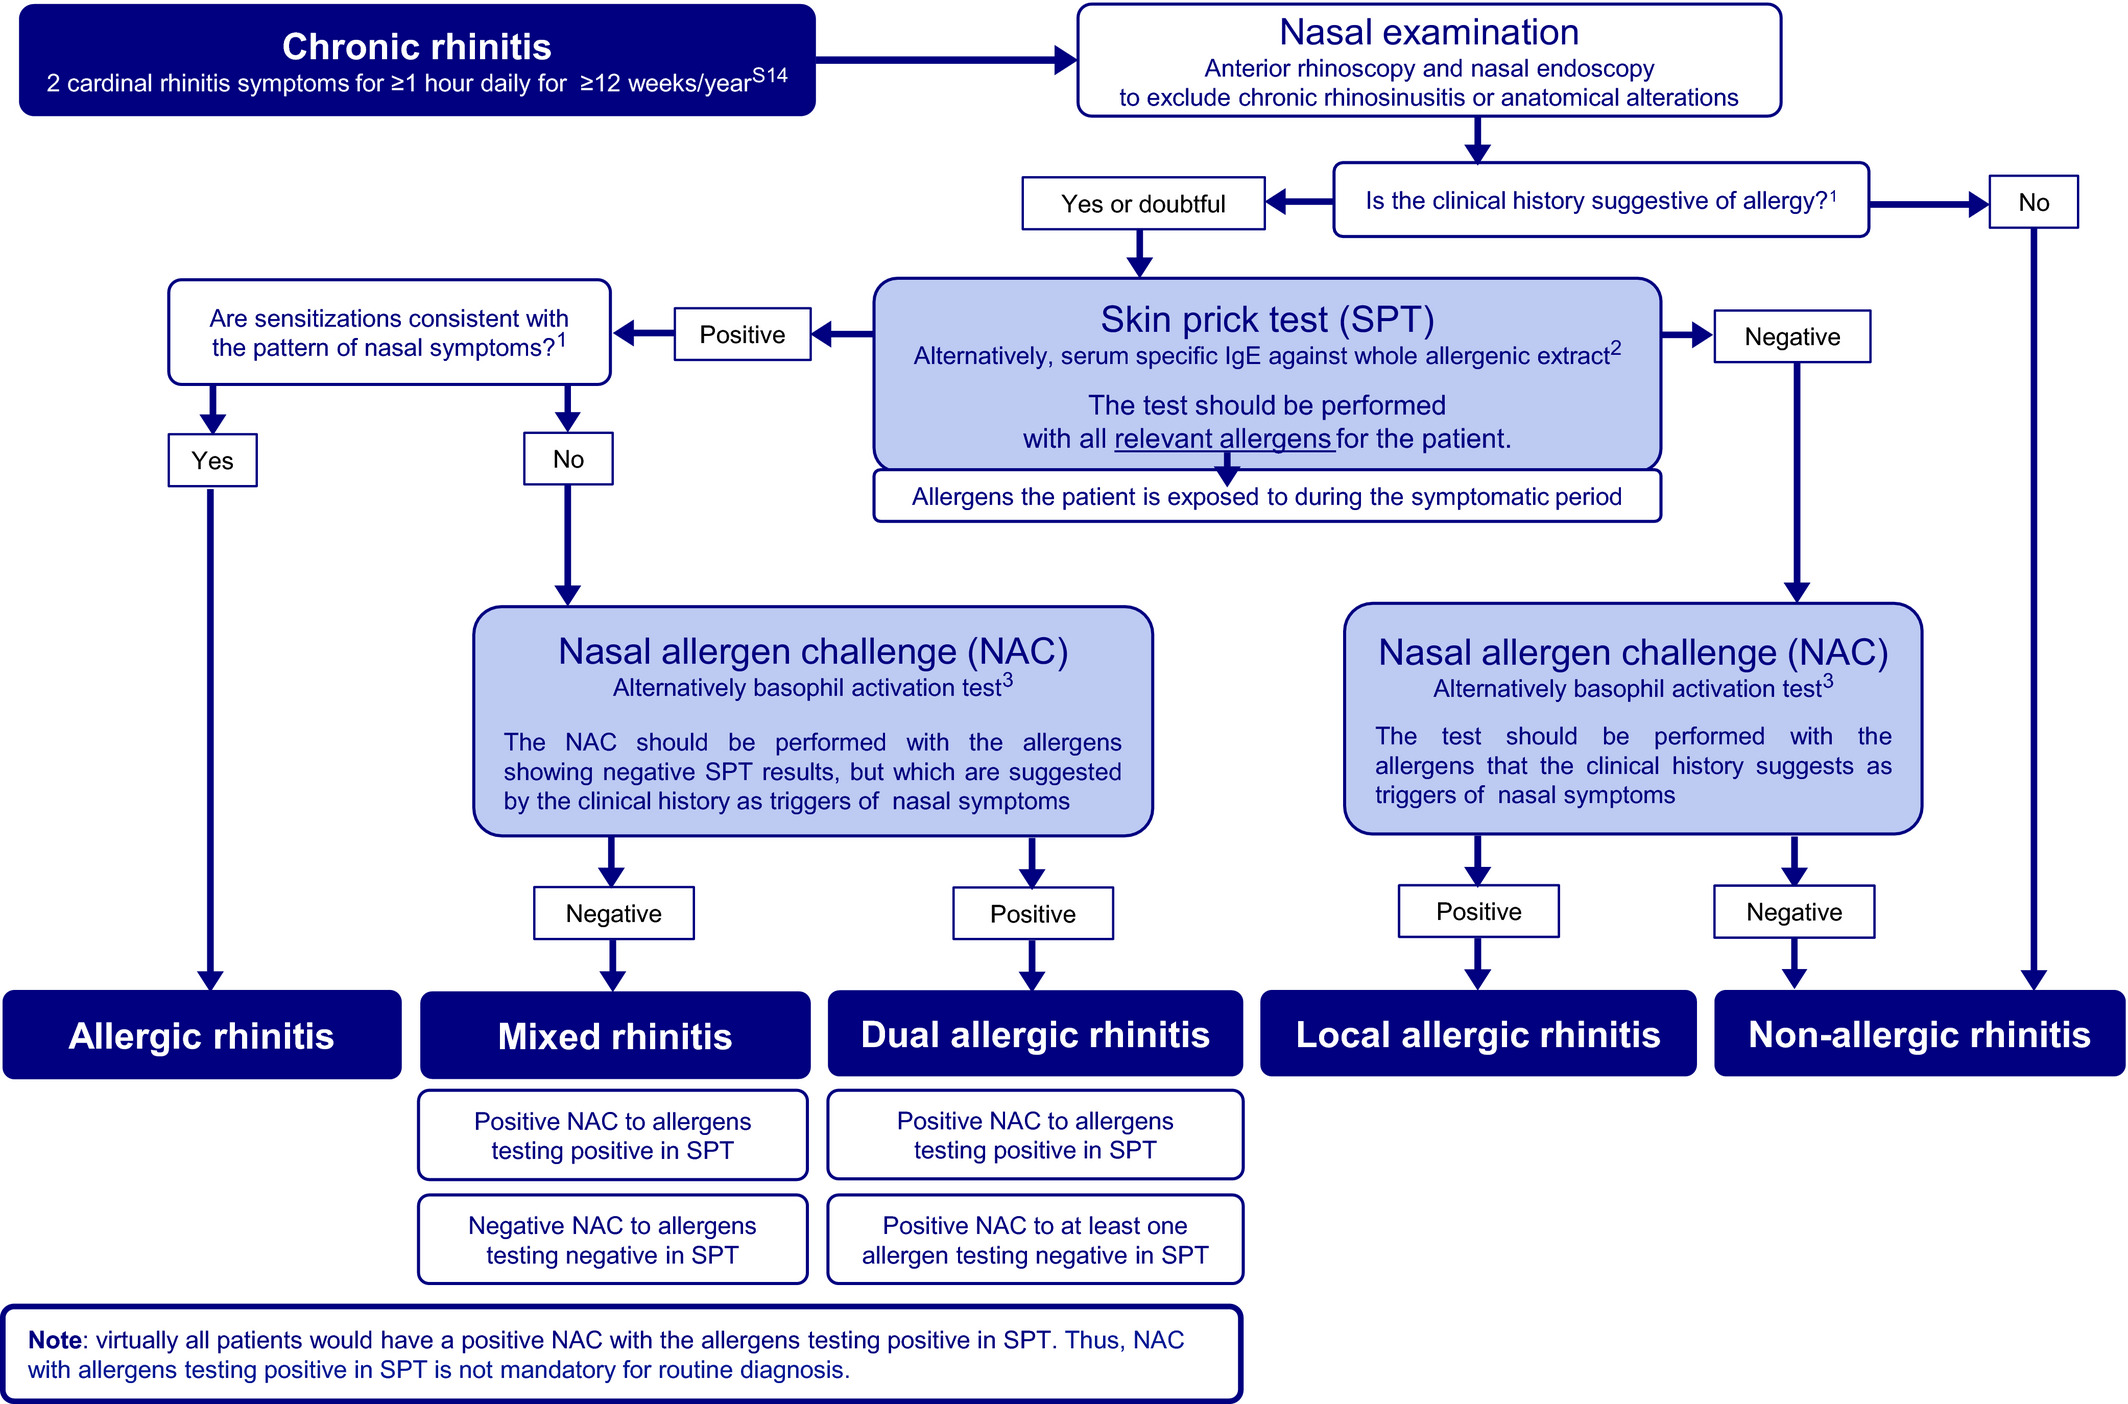 Chronic rhinitis
2 cardinal rhinitis symptoms for ≥1 hour daily for ≥12 weeks/yearS14
Nasal examination
Anterior rhinoscopy and nasal endoscopy
to exclude chronic rhinosinusitis or anatomical alterations
Yes or doubtful
Is the clinical history suggestive of allergy?1
No
Are sensitizations consistent with
the pattern of nasal symptoms?1
Positive
Skin prick test (SPT)
Alternatively, serum specific IgE against whole allergenic extract2
The test should be performed
with all relevant allergens for the patient.
Allergens the patient is exposed to during the symptomatic period
Negative
Yes
No
Nasal allergen challenge (NAC)
Alternatively basophil activation test3
The NAC should be performed with the allergens
showing negative SPT results, but which are suggested
by the clinical history as triggers of nasal symptoms
Nasal allergen challenge (NAC)
Alternatively basophil activation test3
The test should be performed with the
allergens that the clinical history suggests as
triggers of nasal symptoms
Negative
Positive
Positive
Negative
Allergic rhinitis
Mixed rhinitis
Dual allergic rhinitis
Local allergic rhinitis
Non-allergic rhinitis
Positive NAC to allergens
testing positive in SPT
Negative NAC to allergens
testing negative in SPT
Positive NAC to allergens
testing positive in SPT
Positive NAC to at least one
allergen testing negative in SPT
Note: virtually all patients would have a positive NAC with the allergens testing positive in SPT. Thus, NAC
with allergens testing positive in SPT is not mandatory for routine diagnosis.